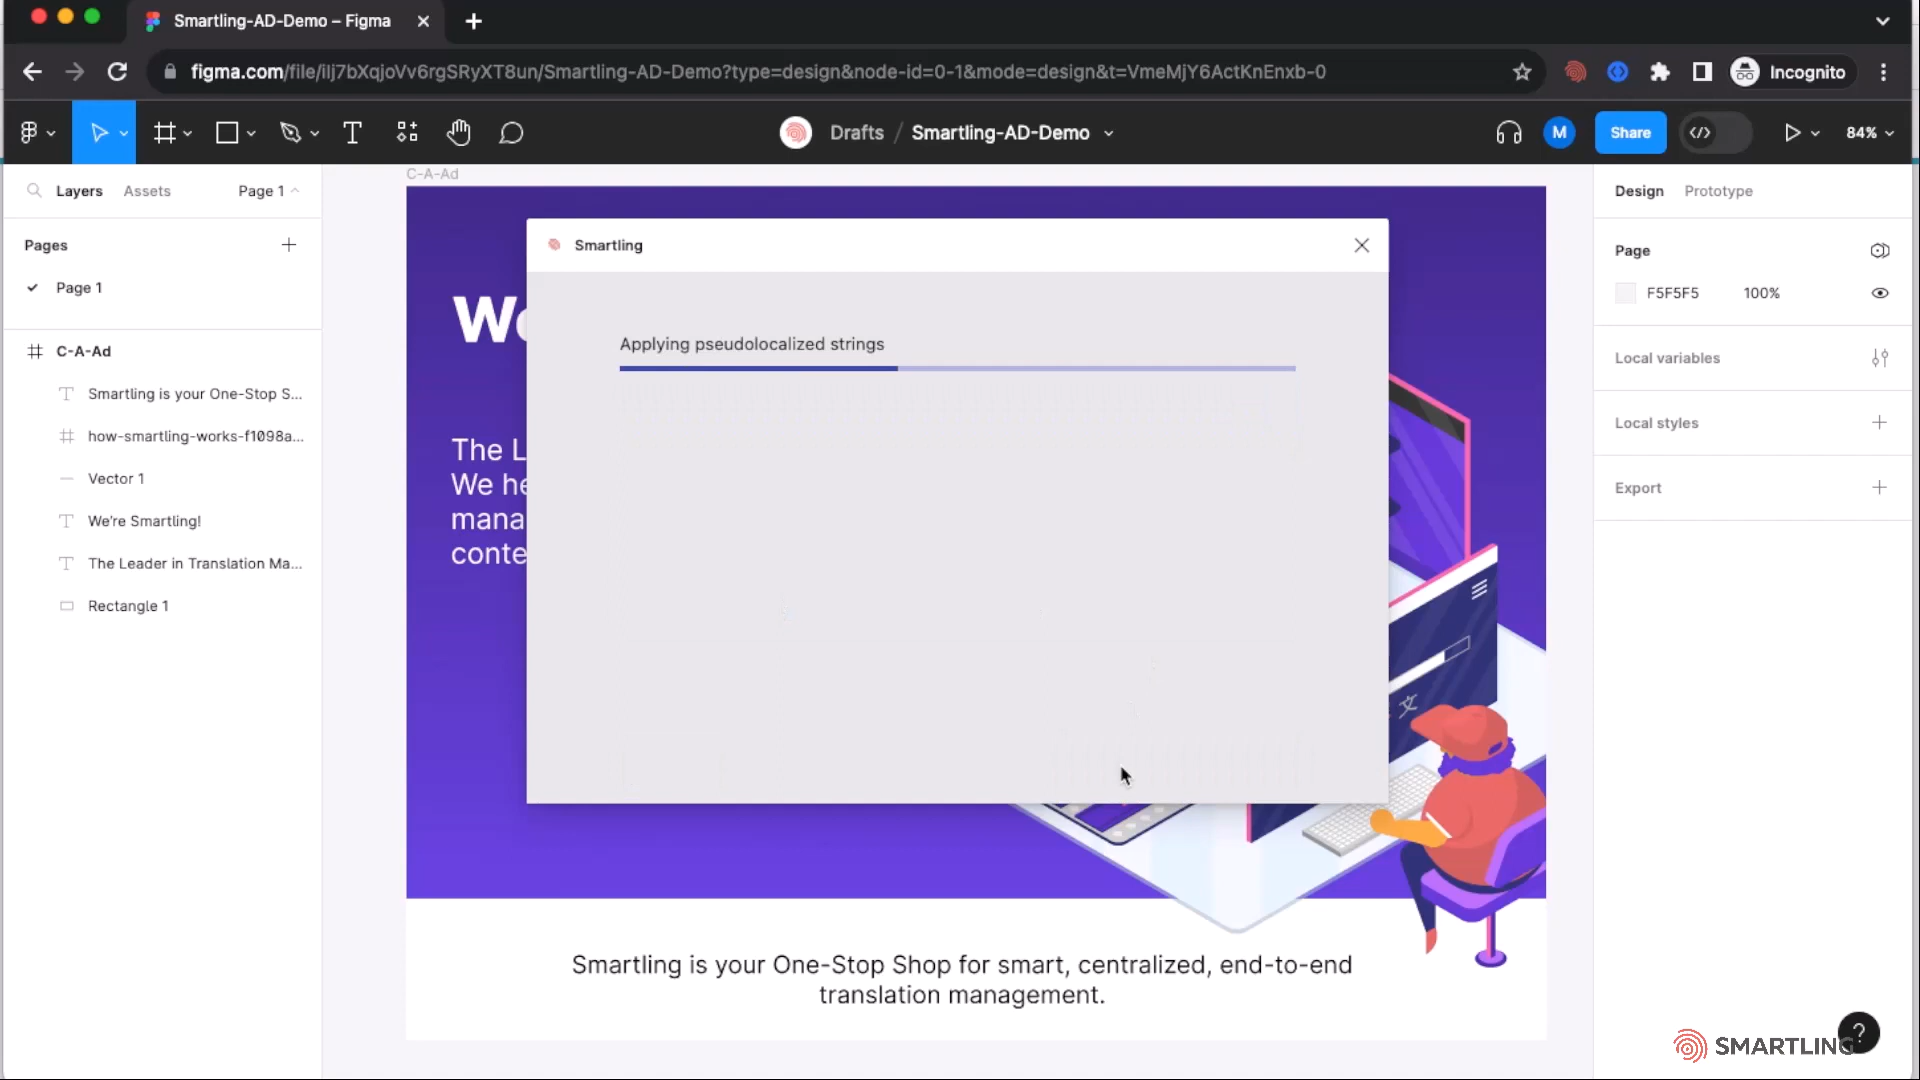 Smartling-AD-Demo – Figma
figma.com/file/ilj7bXqjoVv6rgSRyXT8un/Smartling-AD-Demo?type=design&node-id=0-1&mode=design&t=VmeMjY6ActKnEnxb-0
Incognito
Drafts / Smartling-AD-Demo
M
Share
84%
Layers
Assets
Page 1
Pages
Page 1
C-A-Ad
Smartling is your One-Stop S...
how-smartling-works-f1098a...
Vector 1
We're Smartling!
The Leader in Translation Ma...
Rectangle 1
C-A-Ad
Smartling
Applying pseudolocalized strings
The L
We he
mana
conte
文
Smartling is your One-Stop Shop for smart, centralized, end-to-end
translation management.
Design
Prototype
Page
F5F5F5
100%
Local variables
Local styles
Export
SMARTLING
?